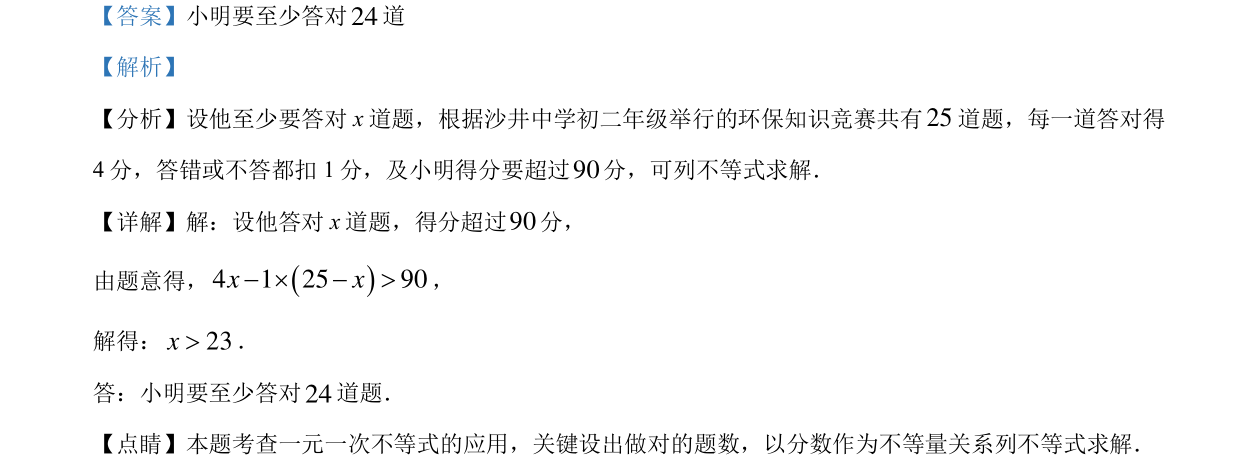 【答案】小明要至少答对24道
【解析】
【分析】设他至少要答对 x 道题，根据沙井中学初二年级举行的环保知识竞赛共有25道题，每一道答对得
4 分，答错或不答都扣 1 分，及小明得分要超过90分，可列不等式求解．
【详解】解：设他答对 x 道题，得分超过90分，
由题意得，4x−1×(25−x)>90，
解得：x>23．
答：小明要至少答对24道题．
【点睛】本题考查一元一次不等式的应用，关键设出做对的题数，以分数作为不等量关系列不等式求解．